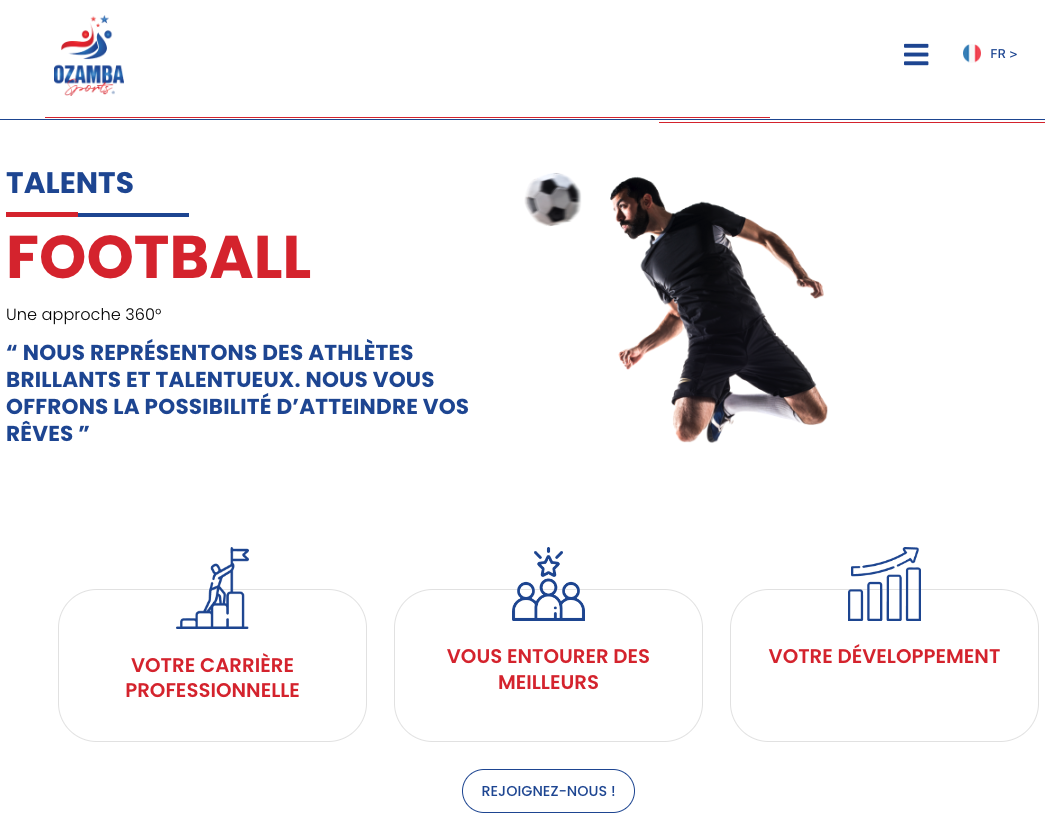 OZAMBA
Sports
FR >
TALENTS
FOOTBALL
Une approche 360°
“ NOUS REPRÉSENTONS DES ATHLÈTES
BRILLANTS ET TALENTUEUX. NOUS VOUS
OFFRONS LA POSSIBILITÉ D’ATTEINDRE VOS
RÊVES ”
VOTRE CARRIÈRE
PROFESSIONNELLE
VOUS ENTOURER DES
MEILLEURS
VOTRE DÉVELOPPEMENT
REJOIGNEZ-NOUS !